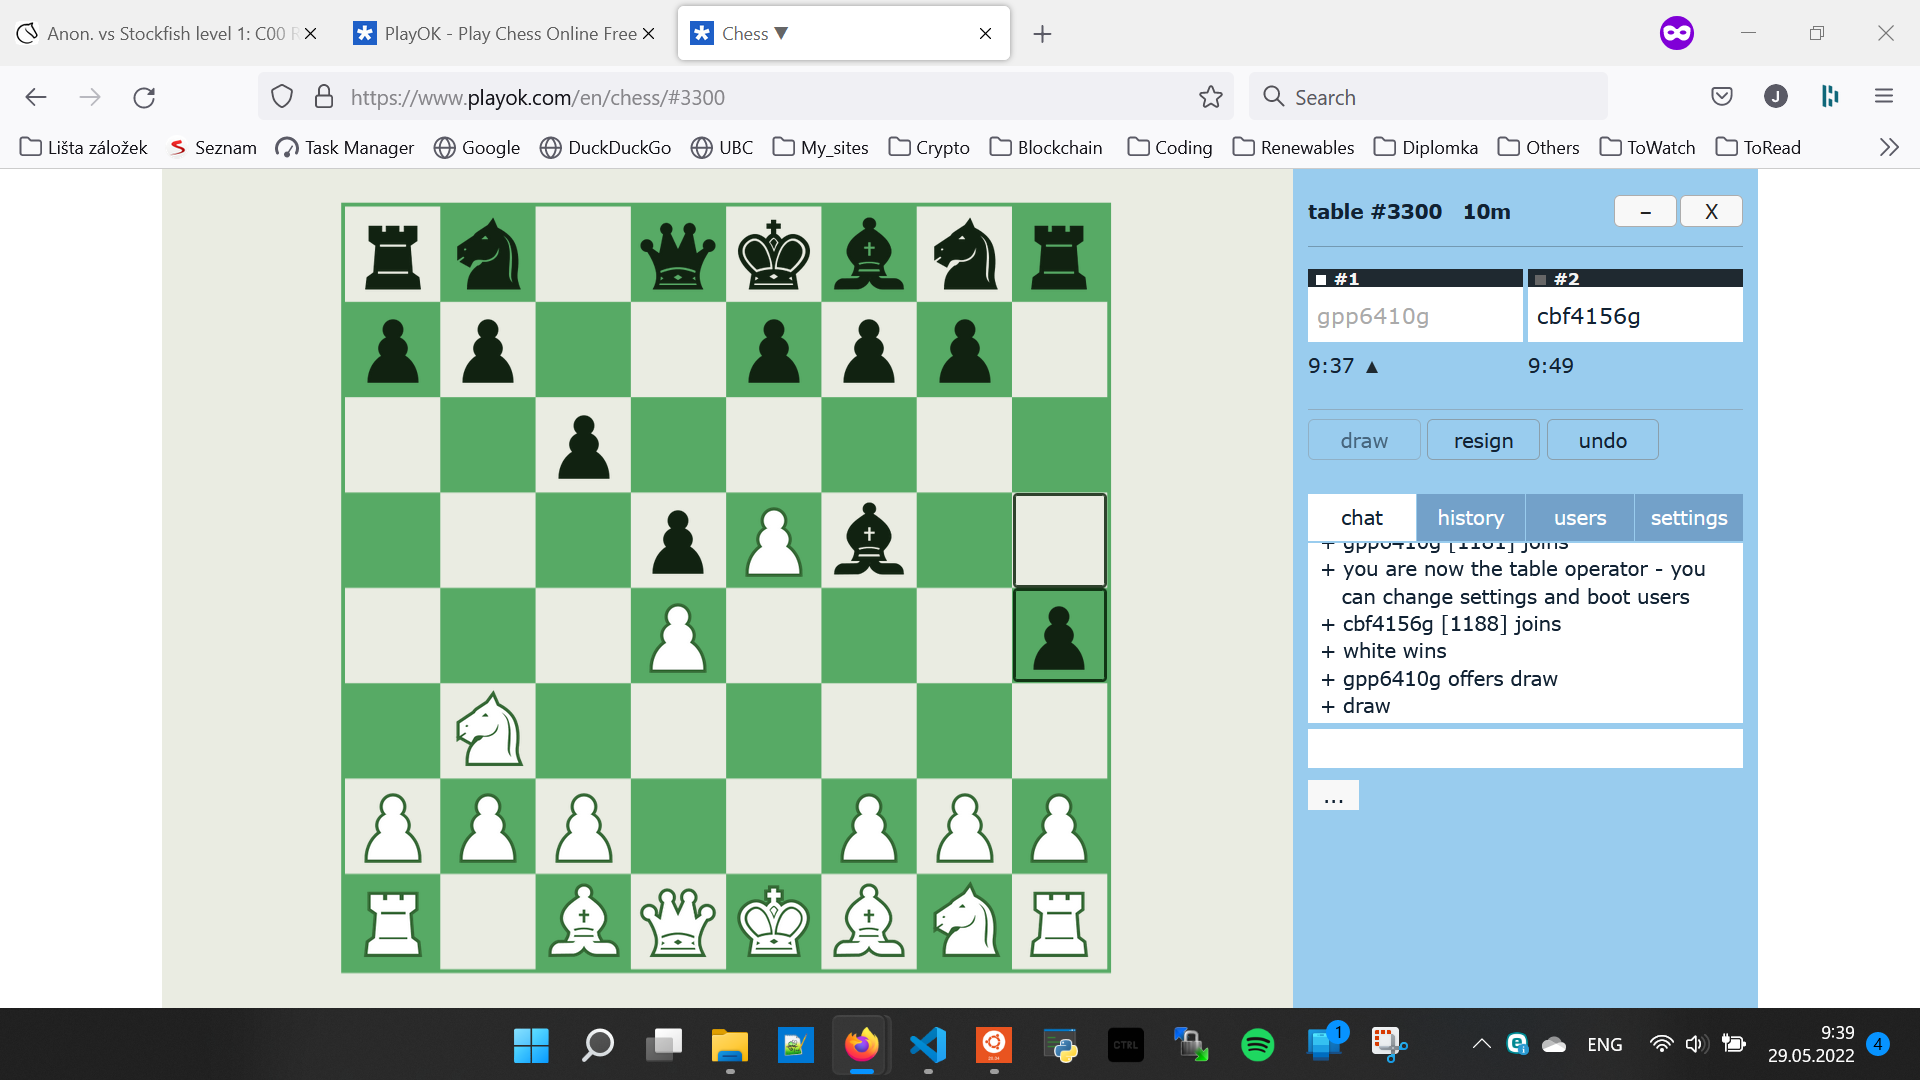 Anon. vs Stockfish level 1: C00
PlayOK - Play Chess Online Free
Chess ▼
https://www.playok.com/en/chess/#3300
Search
J
Lišta záložek
Seznam
Task Manager
Google
DuckDuckGo
UBC
My_sites
Crypto
Blockchain
Coding
Renewables
Diplomka
Others
ToWatch
ToRead
table #3300 10m
–
X
#1
#2
gpp6410g
cbf4156g
9:37 ▲
9:49
draw
resign
undo
chat
history
users
settings
+ gpp6410g [1181] joins
+ you are now the table operator - you
can change settings and boot users
+ cbf4156g [1188] joins
+ white wins
+ gpp6410g offers draw
+ draw
...
CTRL
1
ENG
9:39
29.05.2022
4